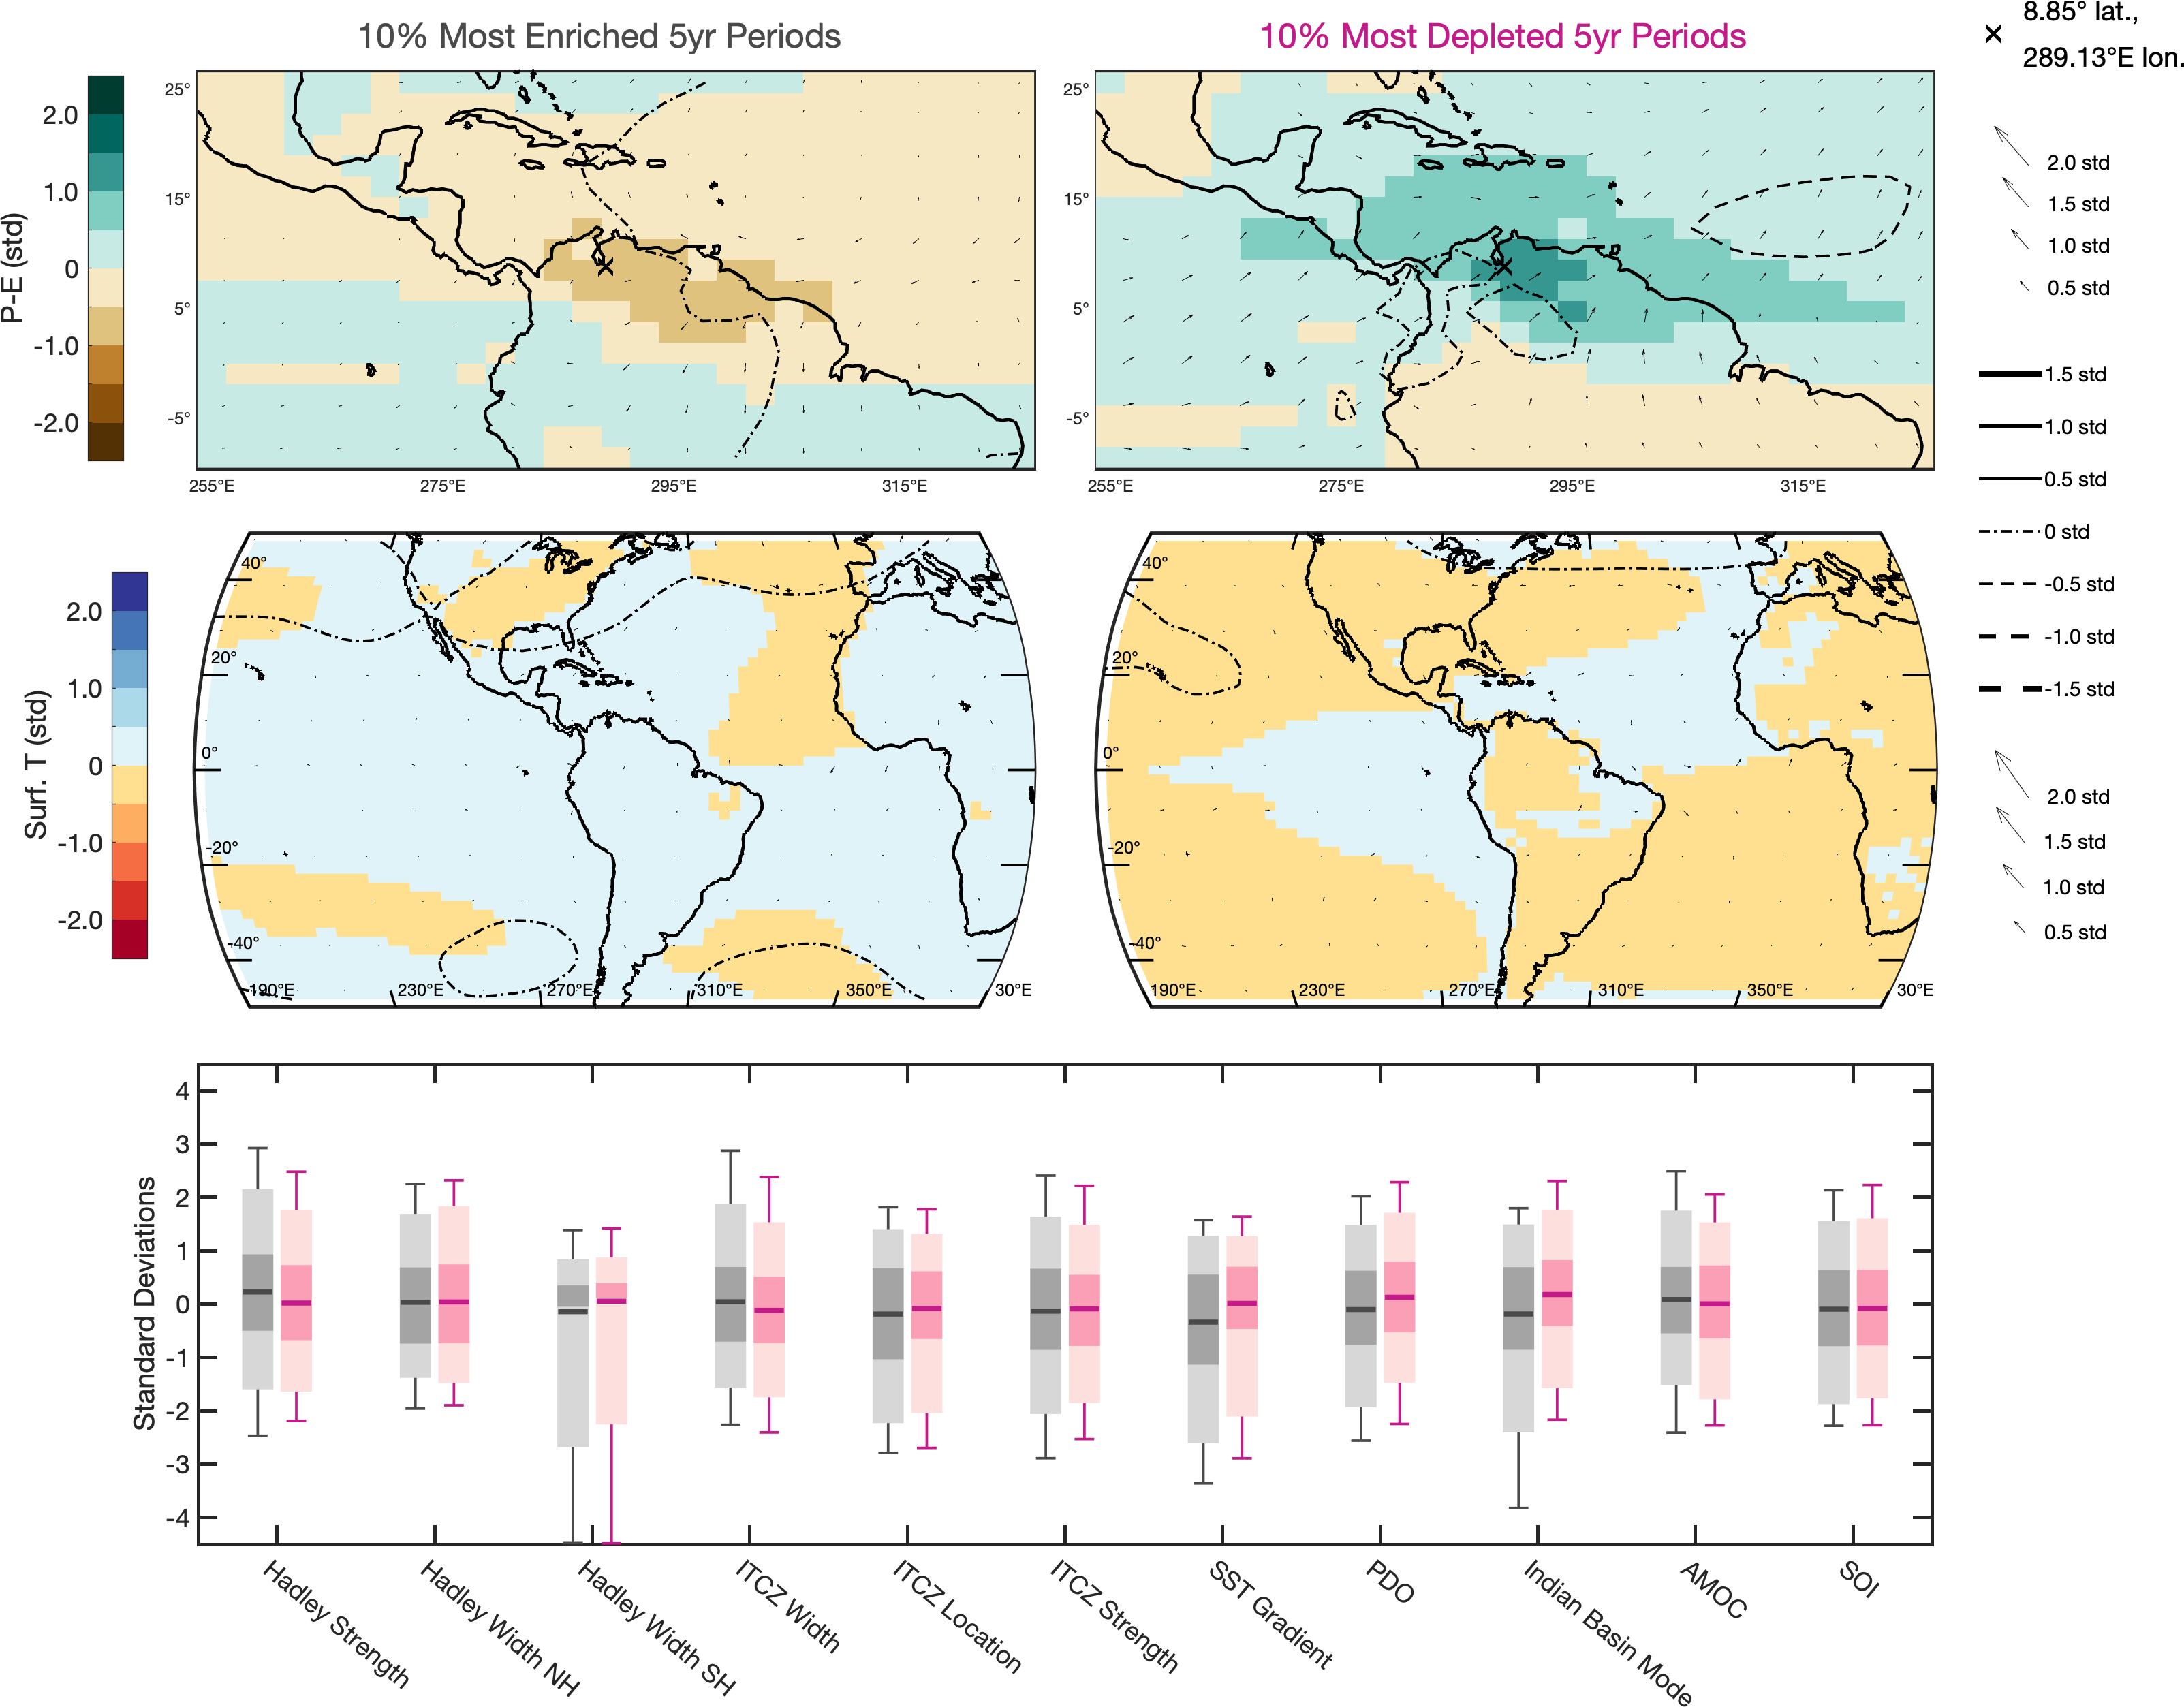 10% Most Enriched 5yr Periods
10% Most Depleted 5yr Periods
8.85° lat.,
289.13°E lon.
P-E (std)
2.0
1.0
0
-1.0
-2.0
25°
15°
5°
-5°
255°E
275°E
295°E
315°E
25°
15°
5°
-5°
255°E
275°E
295°E
315°E
2.0 std
1.5 std
1.0 std
0.5 std
1.5 std
1.0 std
0.5 std
0 std
-0.5 std
-1.0 std
-1.5 std
Surf. T (std)
2.0
1.0
0
-1.0
-2.0
40°
20°
0°
-20°
-40°
190°E
230°E
270°E
310°E
350°E
30°E
40°
20°
0°
-20°
-40°
190°E
230°E
270°E
310°E
350°E
30°E
2.0 std
1.5 std
1.0 std
0.5 std
Standard Deviations
4
3
2
1
0
-1
-2
-3
-4
Hadley Strength
Hadley Width NH
Hadley Width SH
ITCZ Width
ITCZ Location
ITCZ Strength
SST Gradient
PDO
Indian Basin Mode
AMOC
SOI